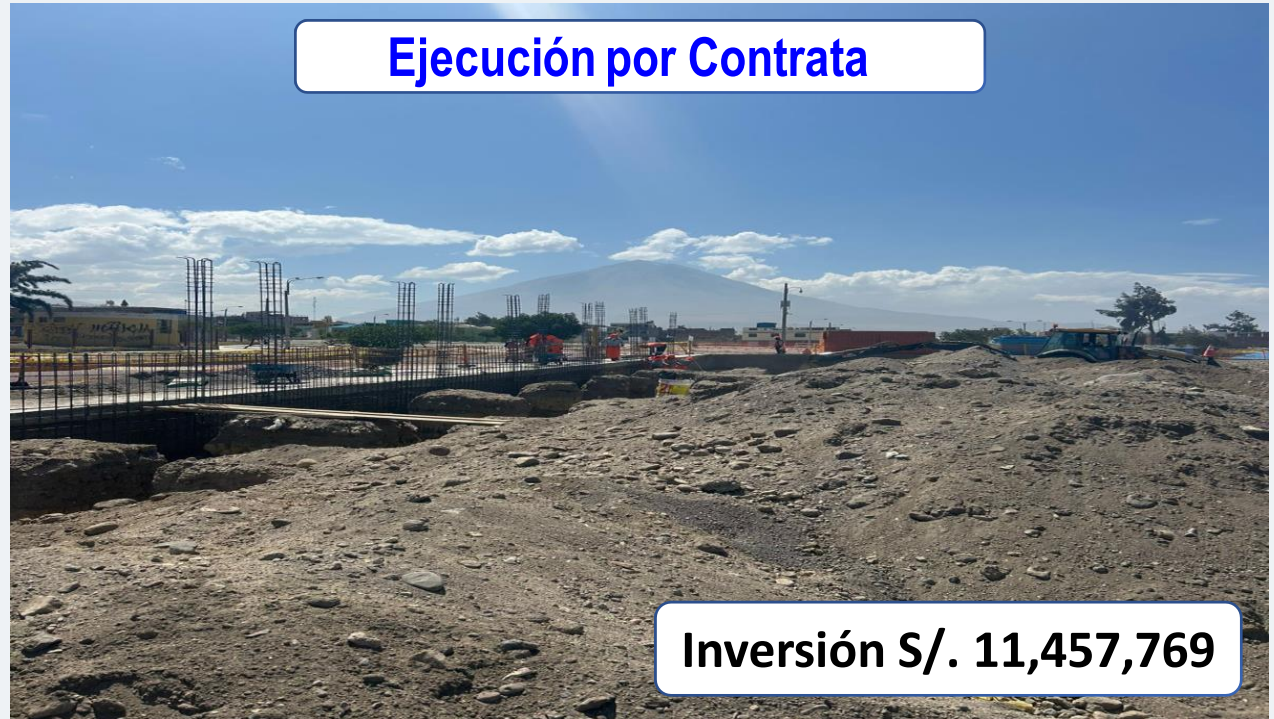 Ejecución por Contrata
Inversión S/. 11,457,769